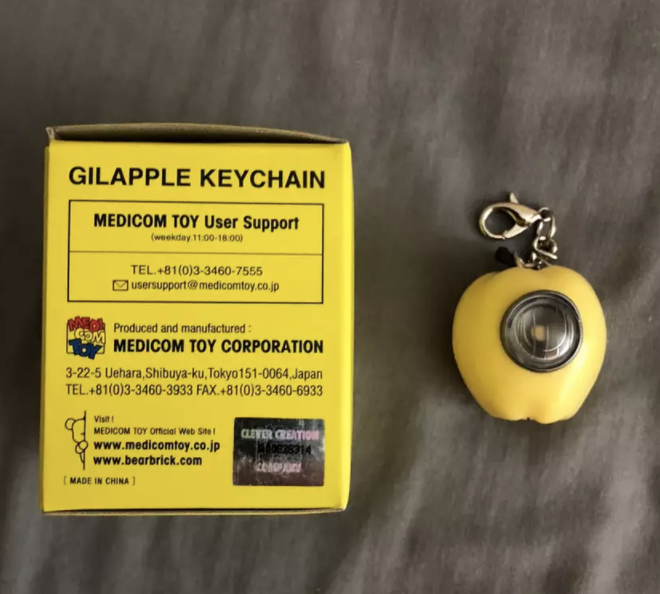 GILAPPLE KEYCHAIN
MEDICOM TOY User Support
(weekday.11:00-18:00)
TEL.+81(0)3-3460-7555
usersupport@medicomtoy.co.jp
MEDI
COM
TOY
Produced and manufactured :
MEDICOM TOY CORPORATION
3-22-5 Uehara,Shibuya-ku,Tokyo151-0064,Japan
TEL.+81(0)3-3460-3933 FAX.+81(0)3-3460-6933
Visit !
MEDICOM TOY Official Web Site !
www.medicomtoy.co.jp
www.bearbrick.com
[ MADE IN CHINA ]
CLEVER CREATION
COMPANY